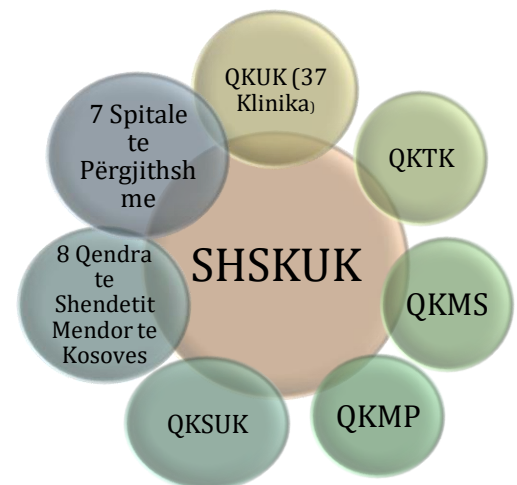 QKUK (37
Klinika)
7 Spitale
te
Përgjithsh
me
QKTK
SHSKUK
8 Qendra
te
Shendetit
Mendor te
Kosoves
QKMS
QKSUK
QKMP